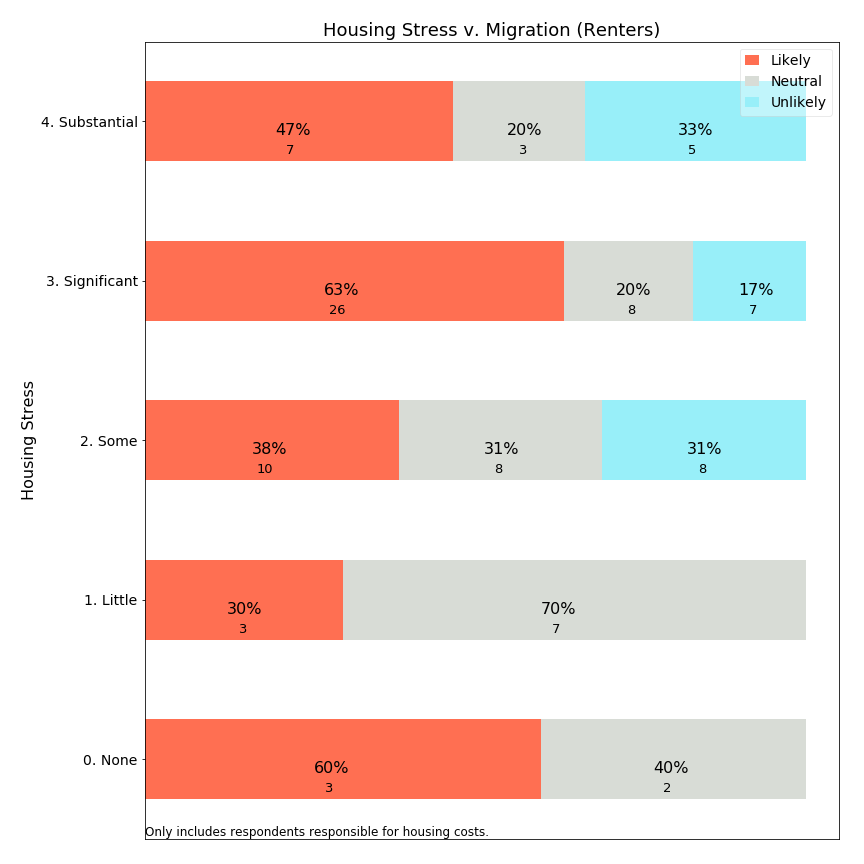 Housing Stress v. Migration (Renters)
Likely
Neutral
Unlikely
Housing Stress
4. Substantial
47%
20%
33%
7
3
5
3. Significant
63%
20%
17%
26
8
7
2. Some
38%
31%
31%
10
8
8
1. Little
30%
70%
3
7
0. None
60%
40%
3
2
Only includes respondents responsible for housing costs.